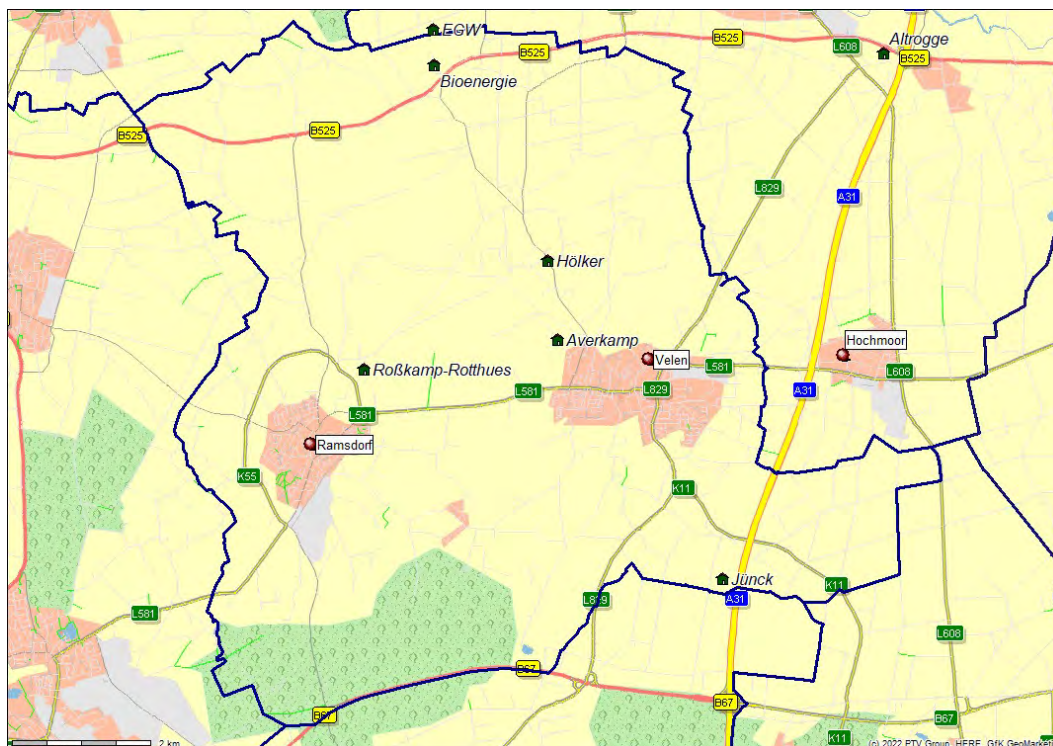 EGW
B525
L608
Altrogge
B525
B525
Bioenergie
B525
B525
L829
A31
Hölker
Averkamp
Velen
Hochmoor
L581
L608
Roßkamp-Rotthues
L581
L829
A31
L581
Ramsdorf
K55
K11
Jünck
K11
L829
A31
L581
L608
B67
B67
B67
B67
K11
2 km
(c) 2022 PTV Group, HERE, GfK GeoMarketi